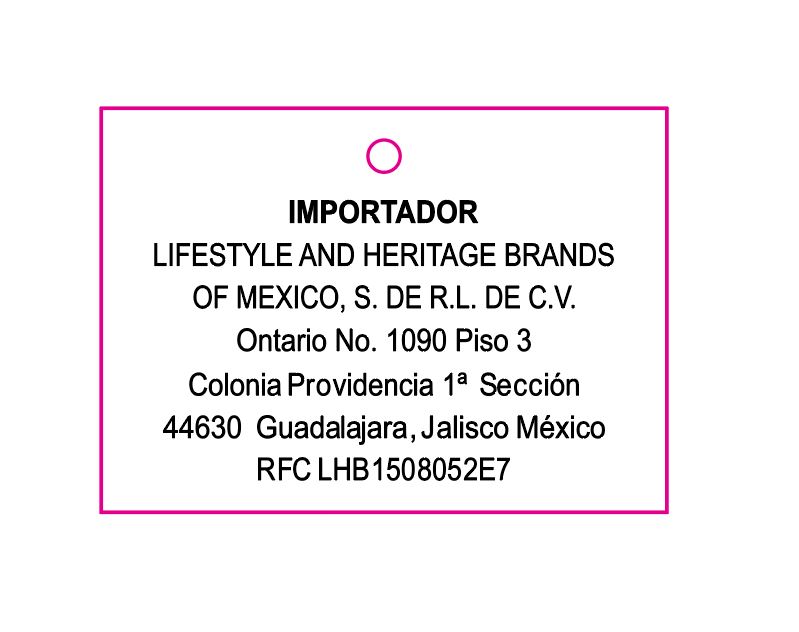 IMPORTADOR
LIFESTYLE AND HERITAGE BRANDS
OF MEXICO, S. DE R.L. DE C.V.
Ontario No. 1090 Piso 3
Colonia Providencia 1ª Sección
44630 Guadalajara, Jalisco México
RFC LHB1508052E7